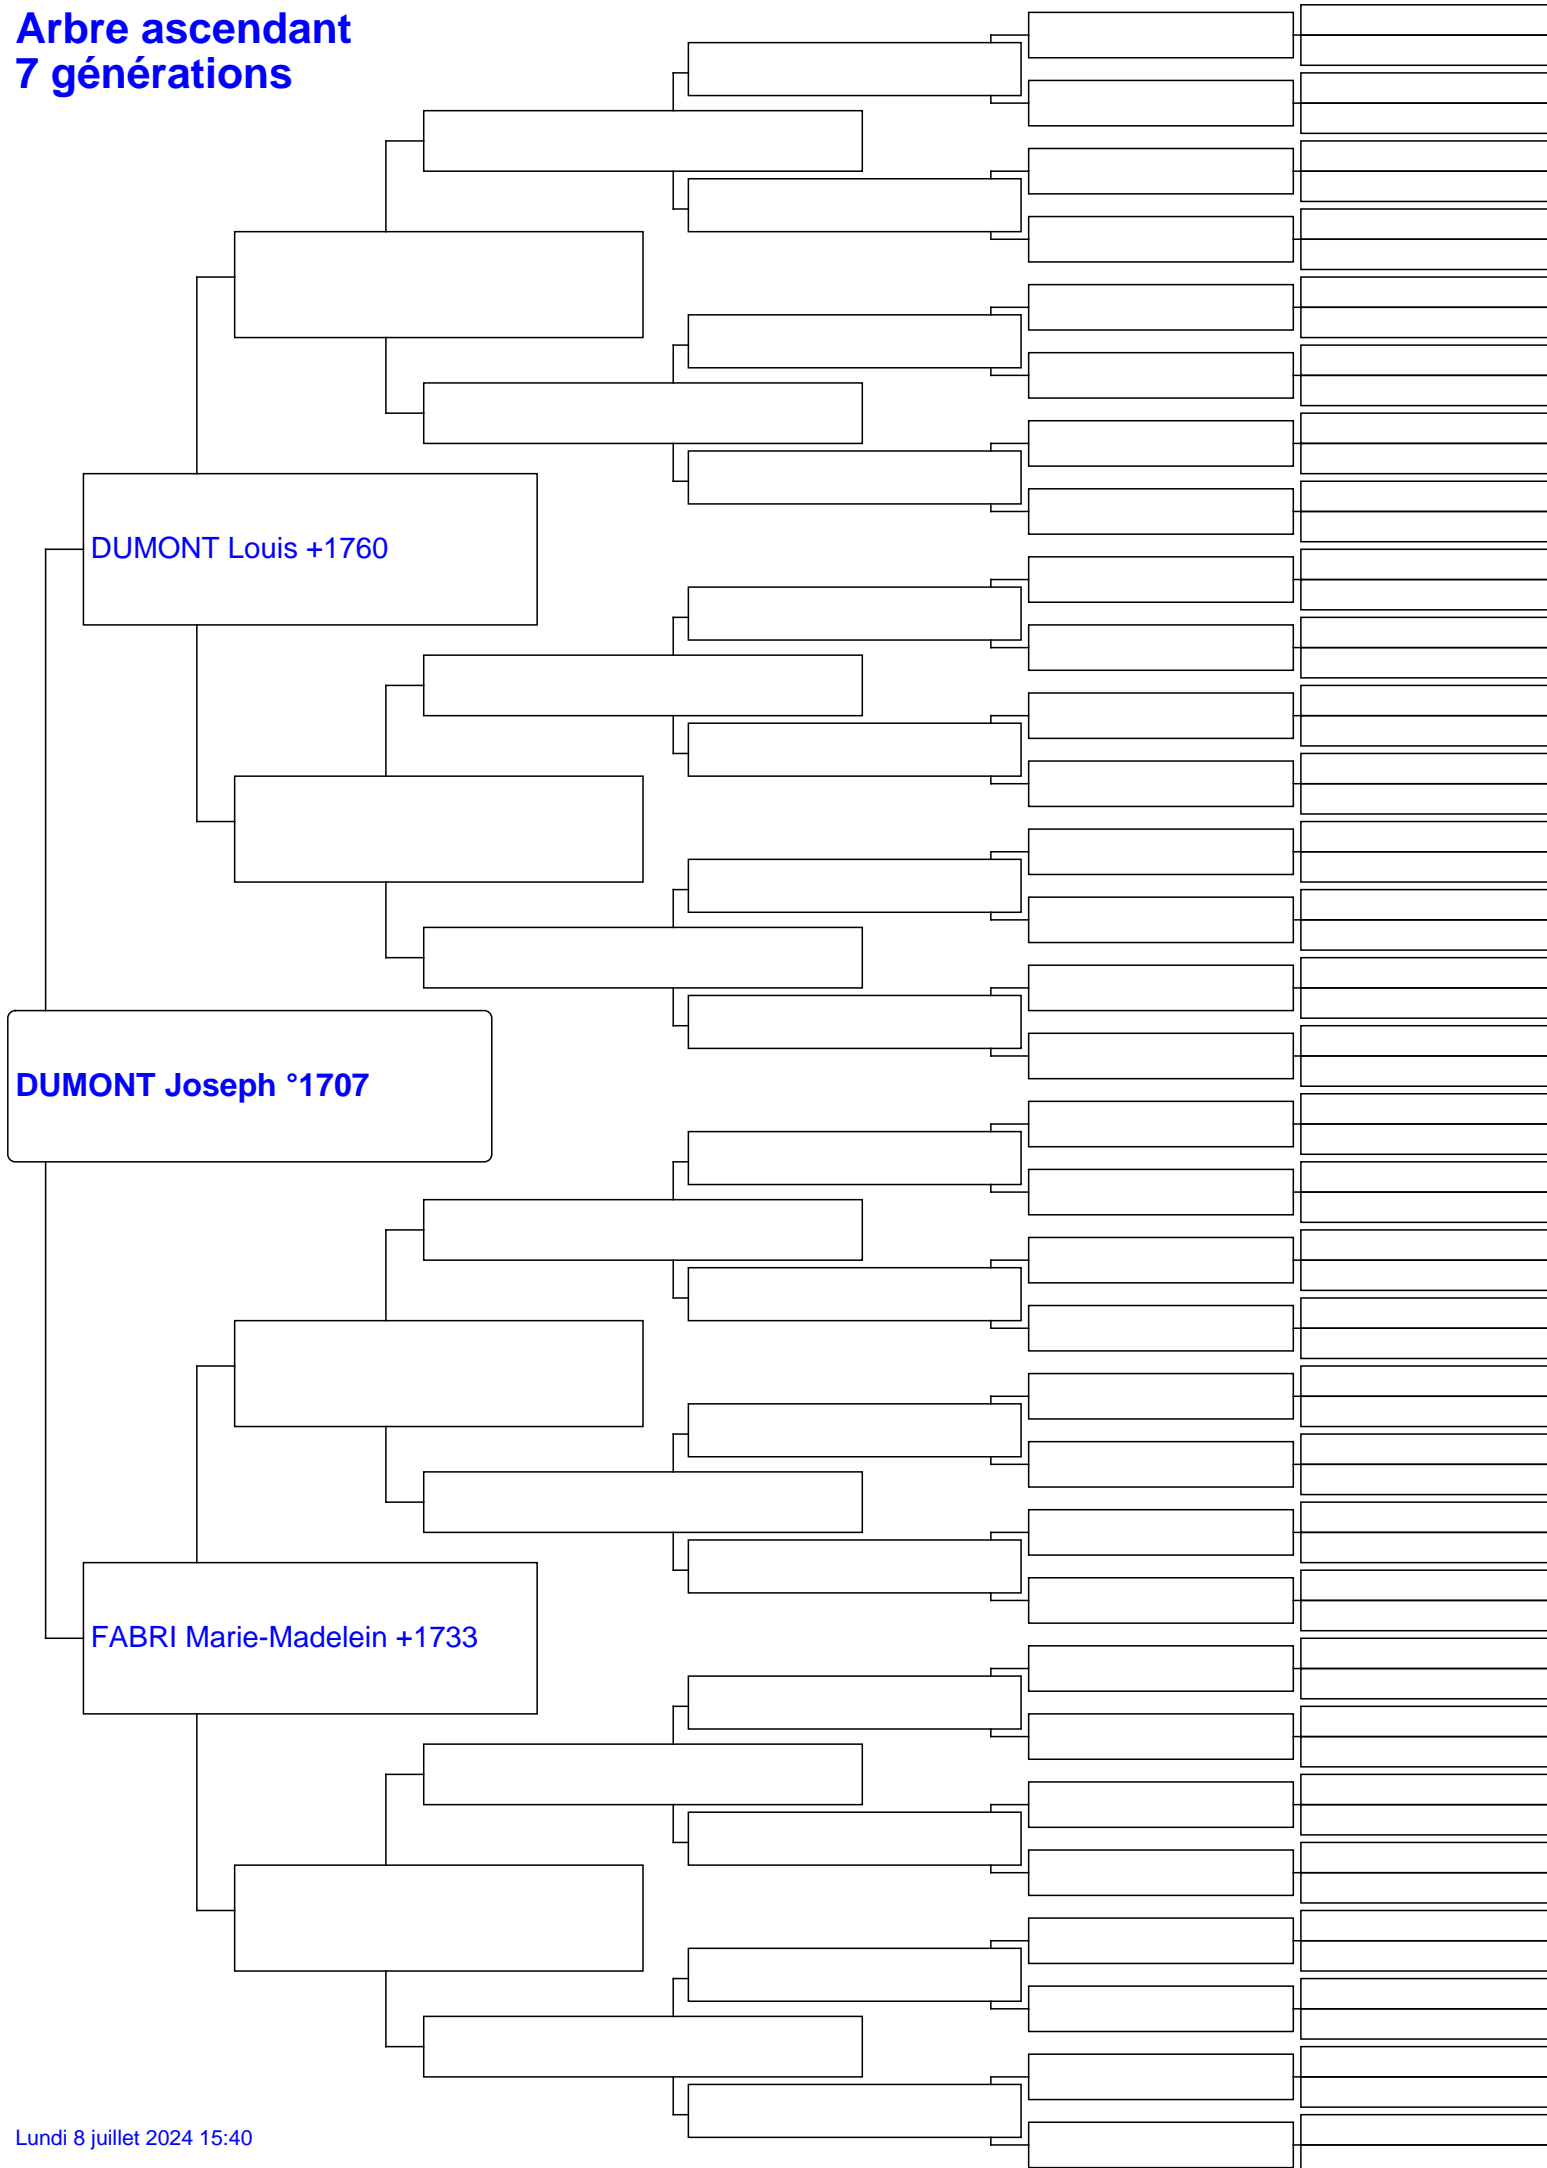 Arbre ascendant
7 générations
DUMONT Louis +1760
DUMONT Joseph °1707
FABRI Marie-Madelein +1733
Lundi 8 juillet 2024 15:40